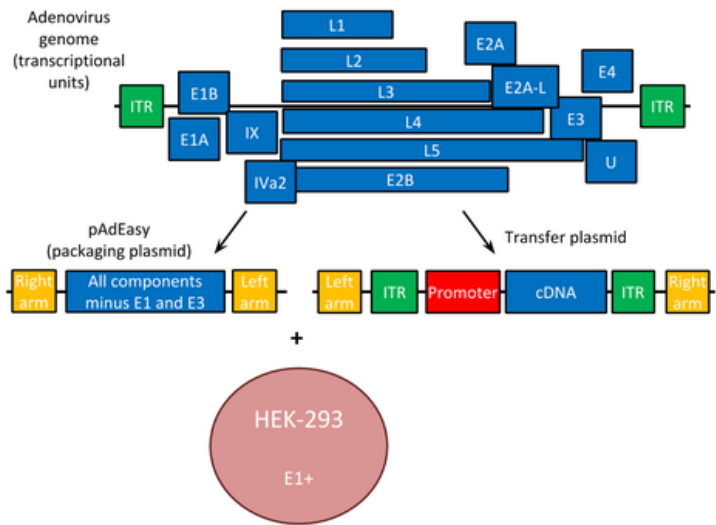 Adenovirus
genome
(transcriptional
units)
L1
L2
L3
L4
L5
E2A
E2A-L
E4
E3
U
ITR
E1B
E1A
IX
IVa2
E2B
ITR
pAdEasy
(packaging plasmid)
Transfer plasmid
Right
arm
All components
minus E1 and E3
Left
arm
Left
arm
ITR
Promoter
cDNA
ITR
Right
arm
+
HEK-293
E1+